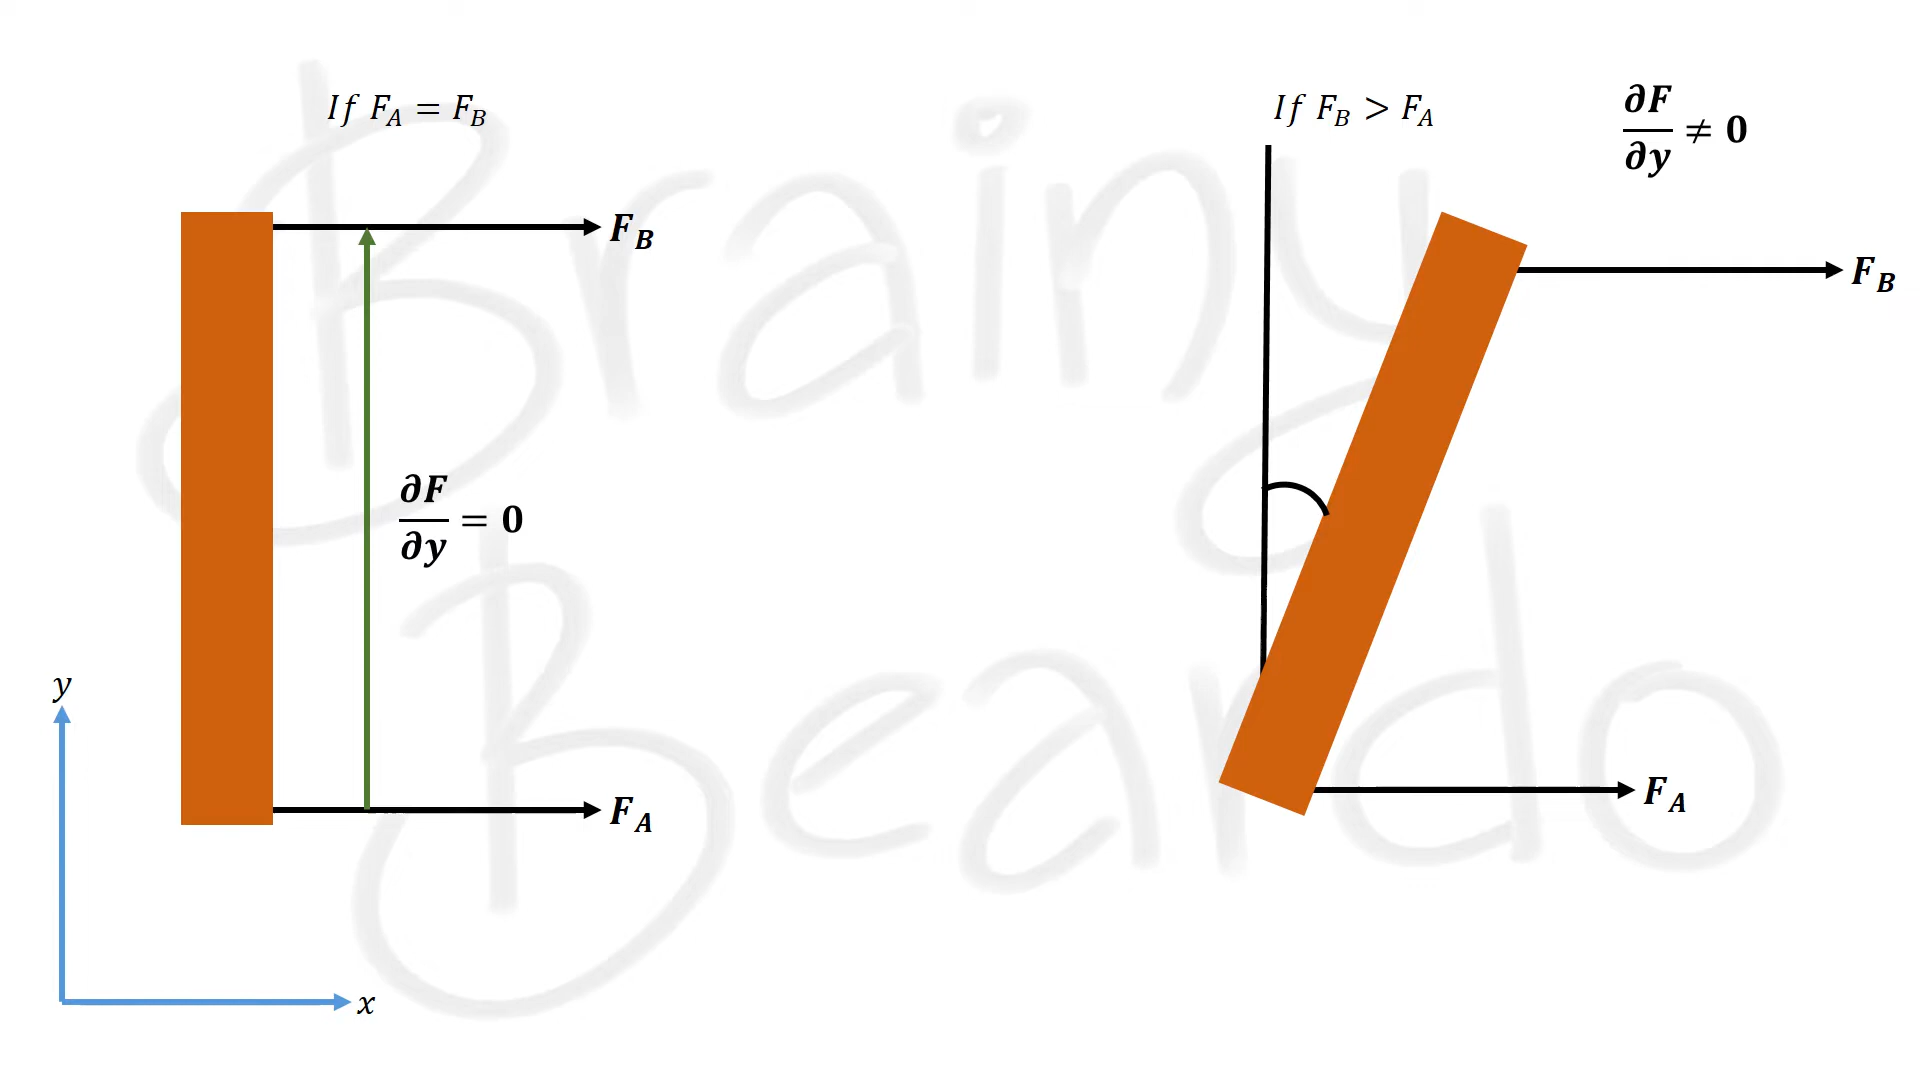 If F_A = F_B
F_B
∂F/∂y = 0
F_A
y
x
If F_B > F_A
∂F/∂y ≠ 0
F_B
F_A
Brainy
Beardo